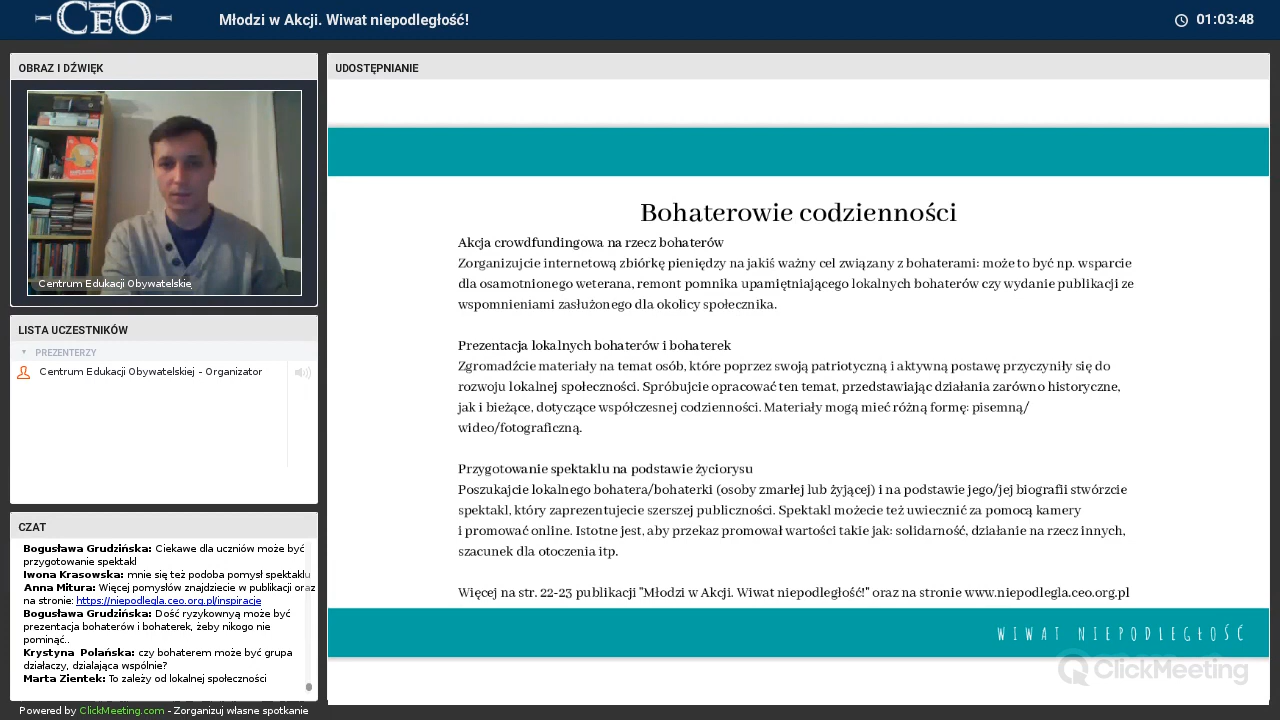 CEO
Młodzi w Akcji. Wiwat niepodległość!
01:03:48
OBRAZ I DŹWIĘK
Centrum Edukacji Obywatelskie
LISTA UCZESTNIKÓW
PREZENTERZY
Centrum Edukacji Obywatelskiej - Organizator
CZAT
Bogusława Grudzińska: Ciekawe dla uczniów może być
przygotowanie spektakl
Iwona Krasowska: mnie się też podoba pomysł spektaklu
Anna Mitura: Więcej pomysłów znajdziecie w publikacji oraz
na stronie: https://niepodlegla.ceo.org.pl/inspiracje
Bogusława Grudzińska: Dość ryzykownyą może być
prezentacja bohaterów i bohaterek, żeby nikogo nie
pominąć..
Krystyna Polańska: czy bohaterem może być grupa
działaczy, dzialająca wspólnie?
Marta Zientek: To zależy od lokalnej społeczności
Powered by ClickMeeting.com - Zorganizuj własne spotkanie
UDOSTĘPNIANIE
Bohaterowie codzienności
Akcja crowdfundingowa na rzecz bohaterów
Zorganizujcie internetową zbiórkę pieniędzy na jakiś ważny cel związany z bohaterami: może to być np. wsparcie
dla osamotnionego weterana, remont pomnika upamiętniającego lokalnych bohaterów czy wydanie publikacji ze
wspomnieniami zasłużonego dla okolicy społecznika.
Prezentacja lokalnych bohaterów i bohaterek
Zgromadźcie materiały na temat osób, które poprzez swoją patriotyczną i aktywną postawę przyczyniły się do
rozwoju lokalnej społeczności. Spróbujcie opracować ten temat, przedstawiając działania zarówno historyczne,
jak i bieżące, dotyczące współczesnej codzienności. Materiały mogą mieć różną formę: pisemną/
wideo/fotograficzną.
Przygotowanie spektaklu na podstawie życiorysu
Poszukajcie lokalnego bohatera/bohaterki (osoby zmarłej lub żyjącej) i na podstawie jego/jej biografii stwórzcie
spektakl, który zaprezentujecie szerszej publiczności. Spektakl możecie też uwiecznić za pomocą kamery
i promować online. Istotne jest, aby przekaz promował wartości takie jak: solidarność, działanie na rzecz innych,
szacunek dla otoczenia itp.
Więcej na str. 22-23 publikacji "Młodzi w Akcji. Wiwat niepodległość!" oraz na stronie www.niepodlegla.ceo.org.pl
WIWAT NIEPODLEGŁOŚĆ
ClickMeeting